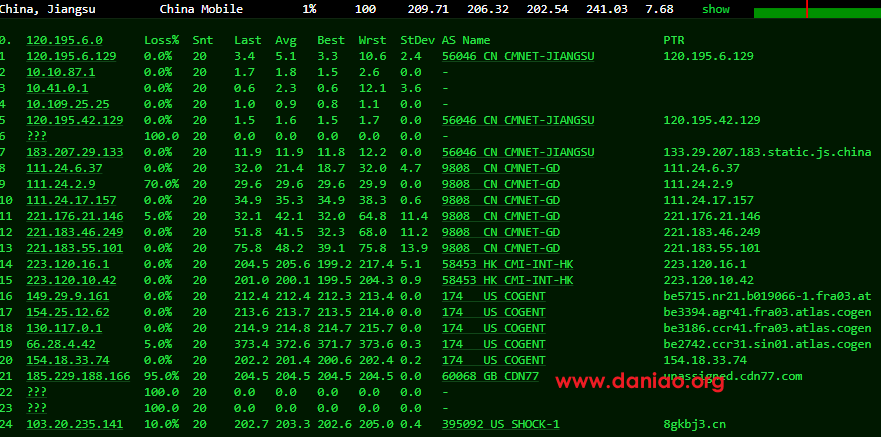 China, Jiangsu China Mobile 1% 100 209.71 206.32 202.54 241.03 7.68 show
0. 120.195.6.0 Loss% Snt Last Avg Best Wrst StDev AS Name PTR
1 120.195.6.129 0.0% 20 3.4 5.1 3.3 10.6 2.4 56046 CN CMNET-JIANGSU 120.195.6.129
2 10.10.87.1 0.0% 20 1.7 1.8 1.5 2.6 0.0 -
3 10.41.0.1 0.0% 20 0.6 2.3 0.6 12.1 3.6 -
4 10.109.25.25 0.0% 20 1.0 0.9 0.8 1.1 0.0 -
5 120.195.42.129 0.0% 20 1.5 1.6 1.5 1.7 0.0 56046 CN CMNET-JIANGSU 120.195.42.129
6 ??? 100.0 20 0.0 0.0 0.0 0.0 0.0 -
7 183.207.29.133 0.0% 20 11.9 11.9 11.8 12.2 0.0 56046 CN CMNET-JIANGSU 133.29.207.183.static.js.china
8 111.24.6.37 0.0% 20 32.0 21.4 18.7 32.0 4.7 9808 CN CMNET-GD 111.24.6.37
9 111.24.2.9 70.0% 20 29.6 29.6 29.6 29.9 0.0 9808 CN CMNET-GD 111.24.2.9
10 111.24.17.157 0.0% 20 34.9 35.3 34.9 38.3 0.6 9808 CN CMNET-GD 111.24.17.157
11 221.176.21.146 5.0% 20 32.1 42.1 32.0 64.8 11.4 9808 CN CMNET-GD 221.176.21.146
12 221.183.46.249 0.0% 20 51.8 41.5 32.3 68.0 11.2 9808 CN CMNET-GD 221.183.46.249
13 221.183.55.101 0.0% 20 75.8 48.2 39.1 75.8 13.9 9808 CN CMNET-GD 221.183.55.101
14 223.120.16.1 0.0% 20 204.5 205.6 199.2 217.4 5.1 58453 HK CMI-INT-HK 223.120.16.1
15 223.120.10.42 0.0% 20 201.0 200.1 199.5 204.3 0.9 58453 HK CMI-INT-HK 223.120.10.42
16 149.29.9.161 0.0% 20 212.4 212.4 212.3 213.4 0.0 174 US COGENT be5715.nr21.b019066-1.fra03.at
17 154.25.12.62 0.0% 20 213.6 213.7 213.5 214.0 0.0 174 US COGENT be3394.agr41.fra03.atlas.cogen
18 130.117.0.1 0.0% 20 214.9 214.8 214.7 215.7 0.0 174 US COGENT be3186.ccr41.fra03.atlas.cogen
19 66.28.4.42 5.0% 20 373.4 372.6 371.7 373.6 0.3 174 US COGENT be2742.ccr31.sin01.atlas.cogen
20 154.18.33.74 0.0% 20 202.2 201.4 200.6 202.4 0.2 174 US COGENT 154.18.33.74
21 185.229.188.166 95.0% 20 204.5 204.5 204.5 204.5 0.0 60068 GB CDN77 unassigned.cdn77.com
www.daniao.org
22 ??? 100.0 20 0.0 0.0 0.0 0.0 0.0 -
23 ??? 100.0 20 0.0 0.0 0.0 0.0 0.0 -
24 103.20.235.141 10.0% 20 202.7 203.3 202.6 205.0 0.4 395092 US SHOCK-1 8gkbj3.cn